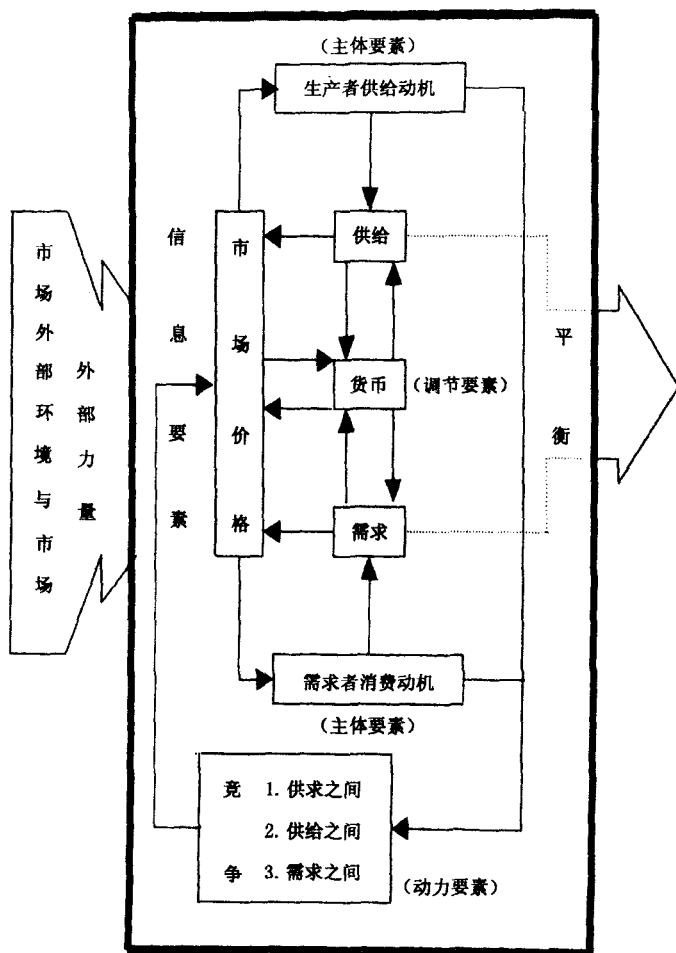 (主体要素)
生产者供给动机
市场外部环境与市场
外部力量
信息要素
市场价格
供给
货币
(调节要素)
需求
平衡
需求者消费动机
(主体要素)
竞争
1.供求之间
2.供给之间
3.需求之间
(动力要素)